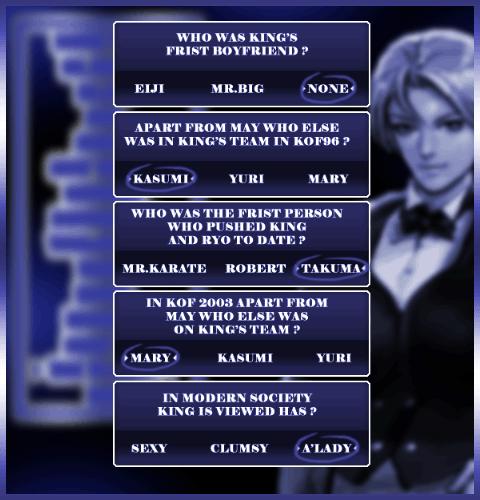 WHO WAS KING'S
FRIST BOYFRIEND ?
EIJI MR.BIG NONE
APART FROM MAY WHO ELSE
WAS IN KING'S TEAM IN KOF96 ?
KASUMI YURI MARY
WHO WAS THE FRIST PERSON
WHO PUSHED KING
AND RYO TO DATE ?
MR.KARATE ROBERT TAKUMA
IN KOF 2003 APART FROM
MAY WHO ELSE WAS
ON KING'S TEAM ?
MARY KASUMI YURI
IN MODERN SOCIETY
KING IS VIEWED HAS ?
SEXY CLUMSY A'LADY